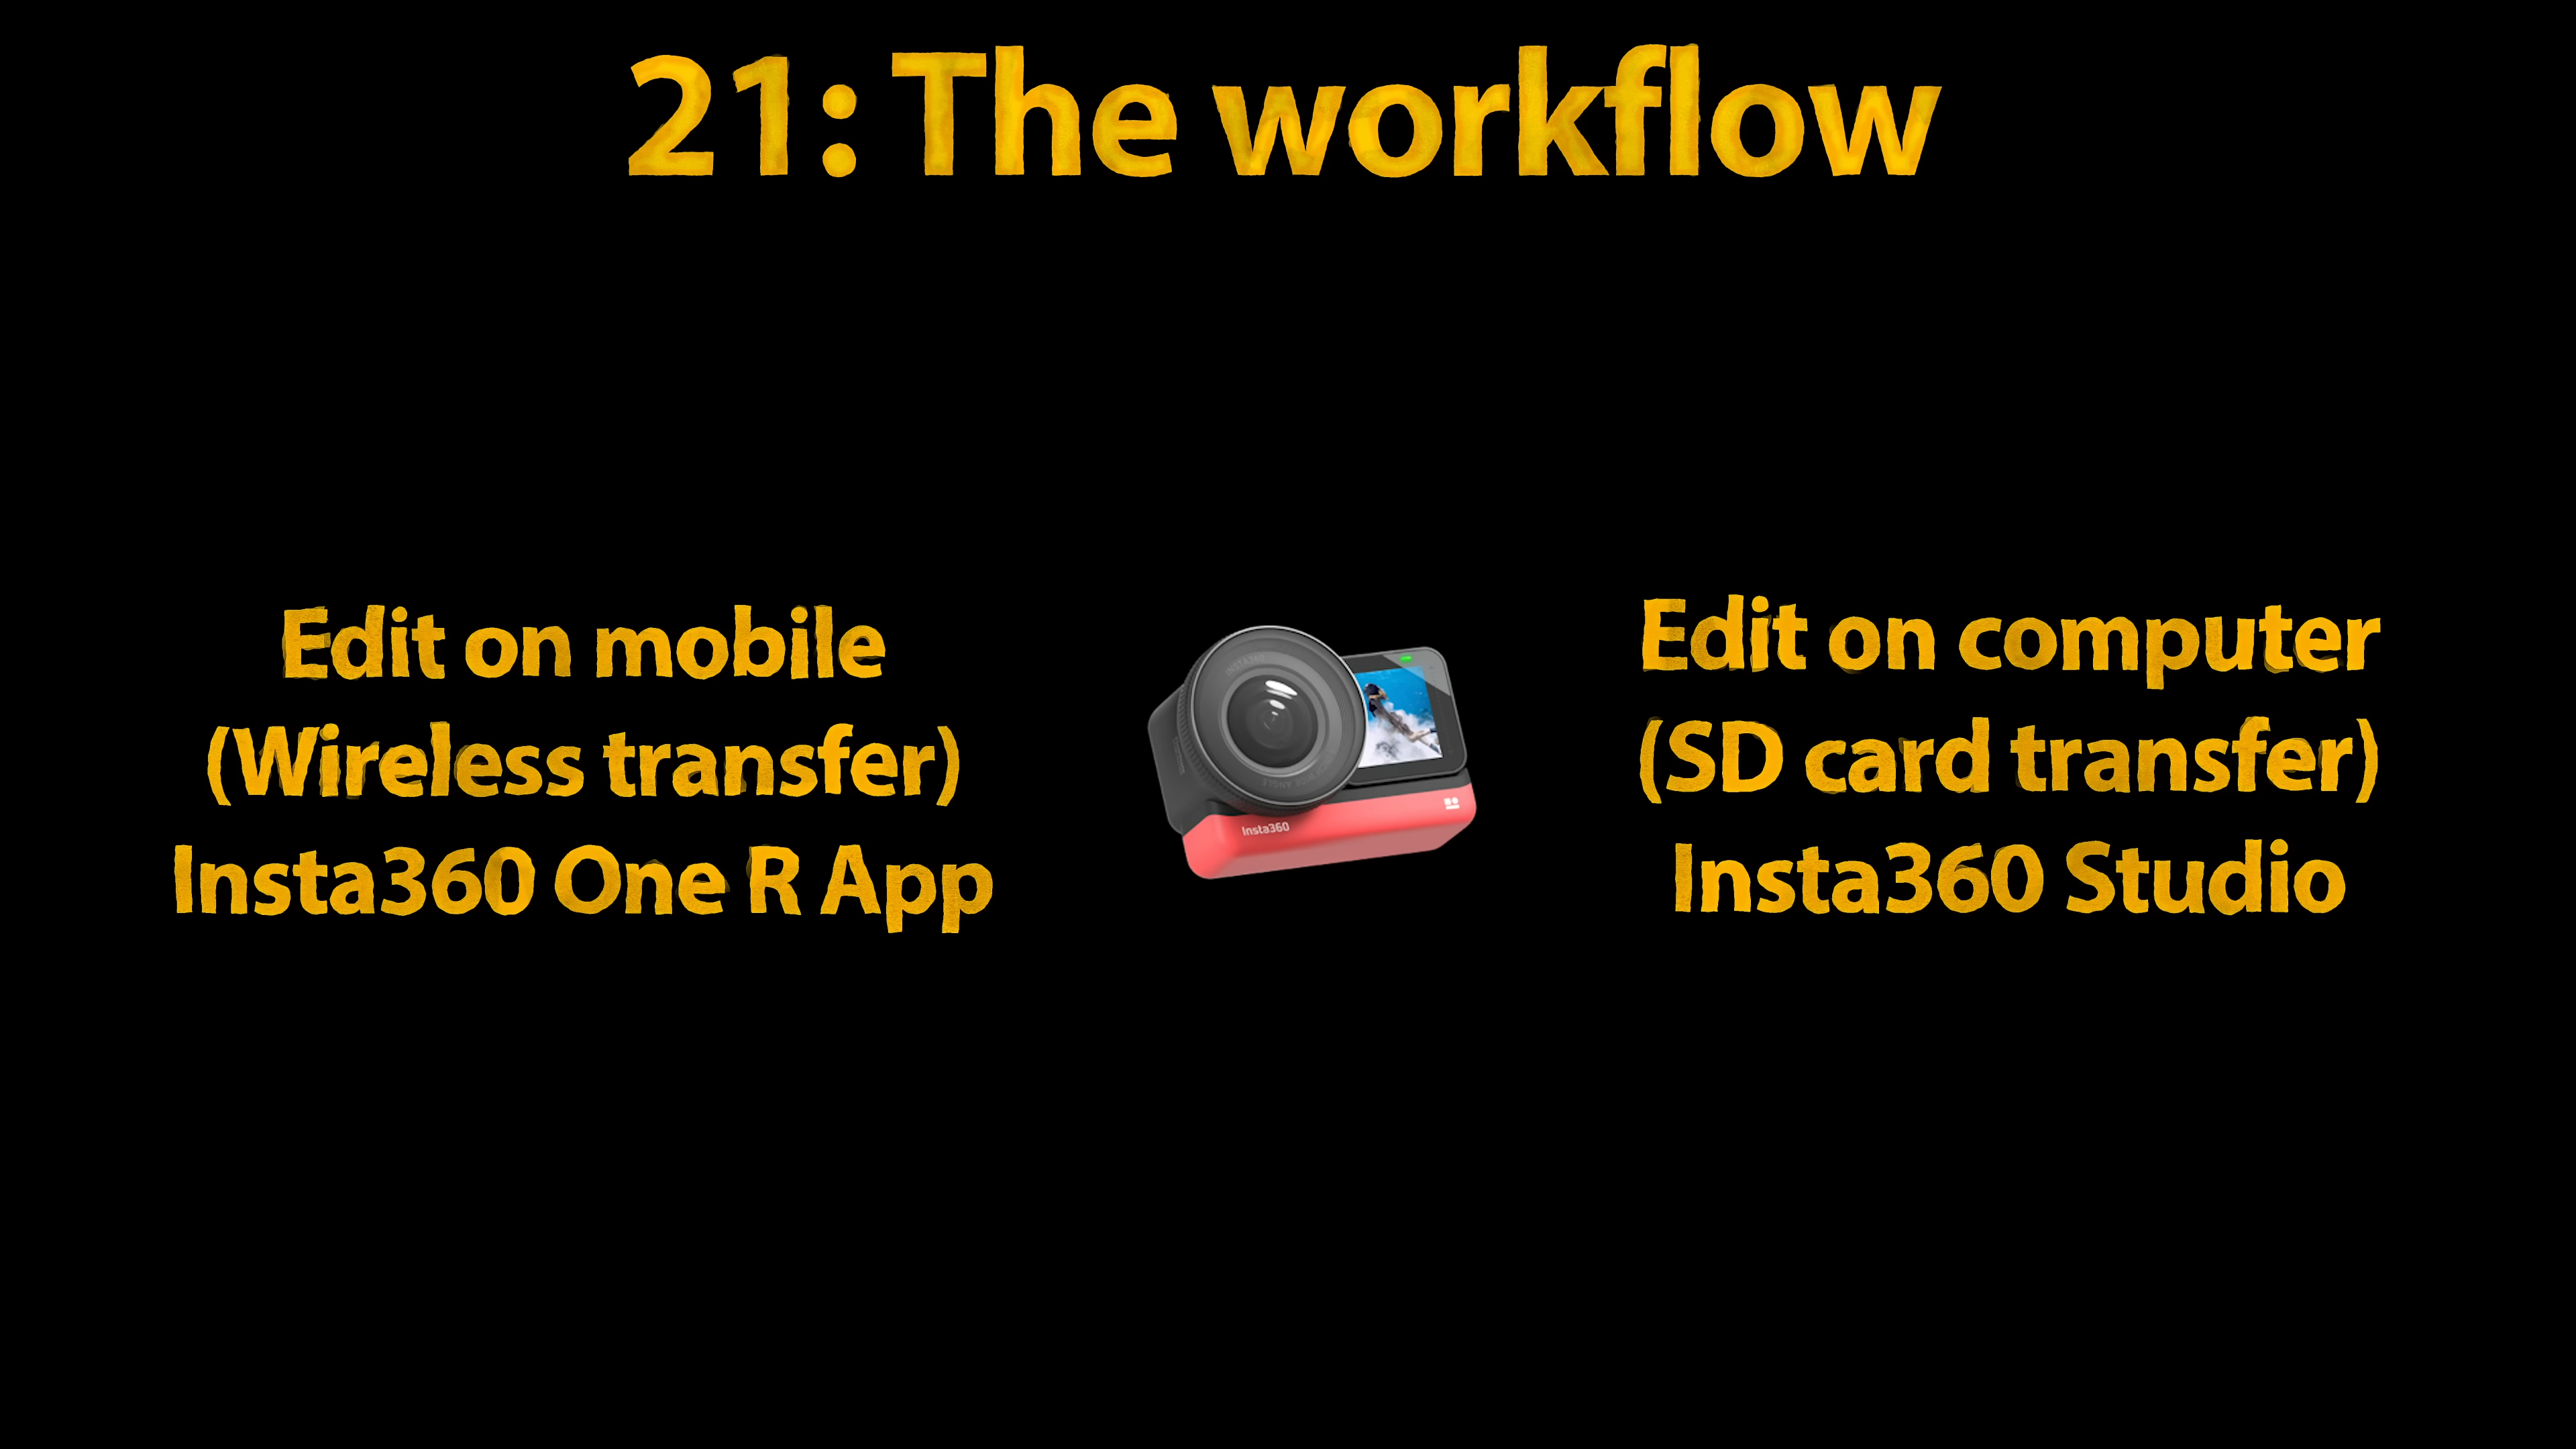 21: The workflow
Edit on mobile
(Wireless transfer)
Insta360 One R App
Insta360
Edit on computer
(SD card transfer)
Insta360 Studio